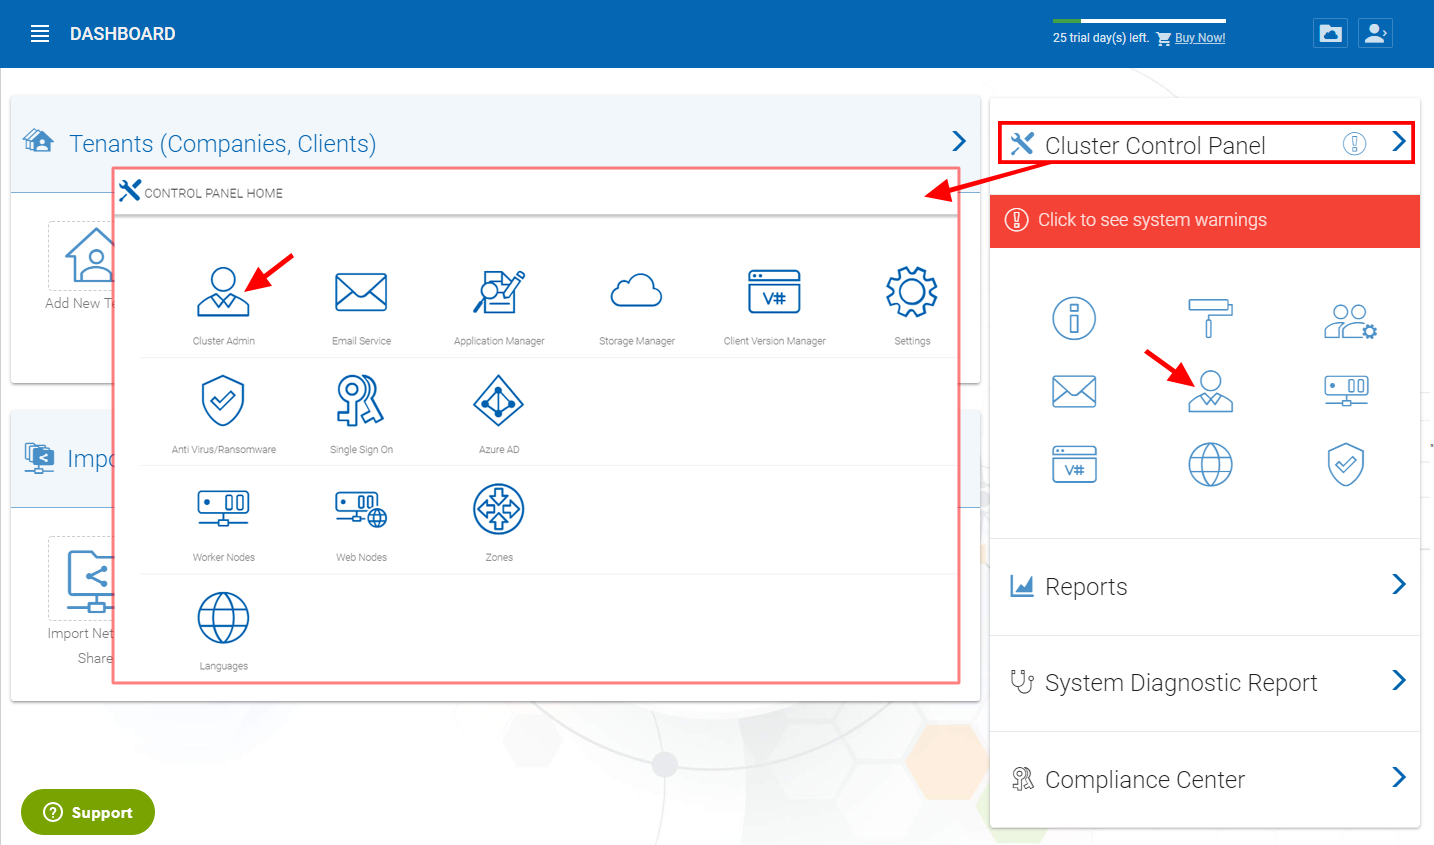 DASHBOARD
25 trial day(s) left. Buy Now!
Tenants (Companies, Clients)
Cluster Control Panel
CONTROL PANEL HOME
Click to see system warnings
Add New
Cluster Admin
Email Service
Application Manager
Storage Manager
Client Version Manager
Settings
V#
Anti Virus/Ransomware
Single Sign On
Azure AD
V#
Worker Nodes
Web Nodes
Zones
Import
Share
Languages
Reports
System Diagnostic Report
Compliance Center
Support